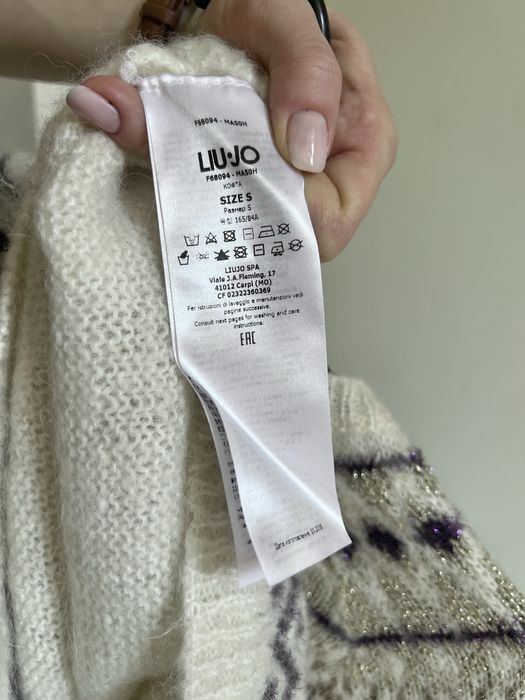 F68094 - MA50H
LIU·JO
F68094 - MA50H
КОФТА
SIZE S
Размер S
165/84A
LIUJO SPA
Viale J.A.Fleming, 17
41012 Carpi (MO)
CF 02322360369
Per istruzioni di lavaggio e manutenzioni vedi
pagine successive.
Consult next pages for washing and care
instructions.
EAC
Дата изготовления: